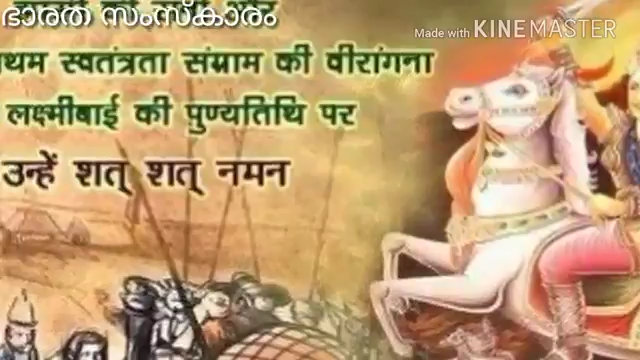 ഭാരത സംസ്കാരം
Made with KINEMASTER
स्वतंत्रता संग्राम की वीरांगना
लक्ष्मीबाई की पुण्यतिथि पर
उन्हें शत् शत् नमन